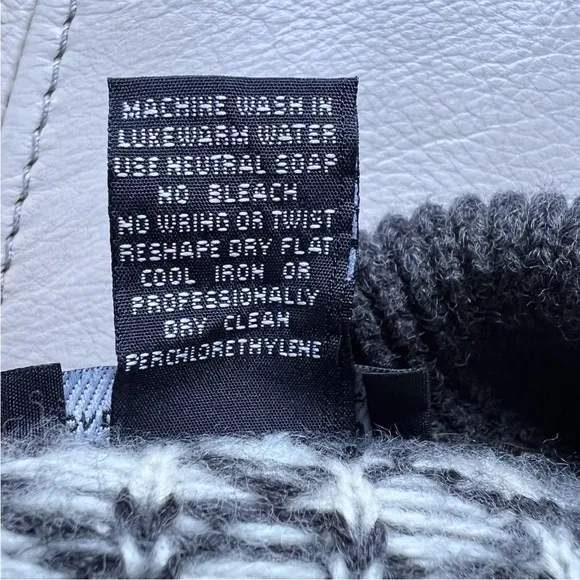 MACHINE WASH IN
LUKEWARM WATER
USE NEUTRAL SOAP
NO BLEACH
NO WRING OR TWIST
RESHAPE DRY FLAT
COOL IRON OR
PROFESSIONALLY
DRY CLEAN
PERCHLORETHYLENE